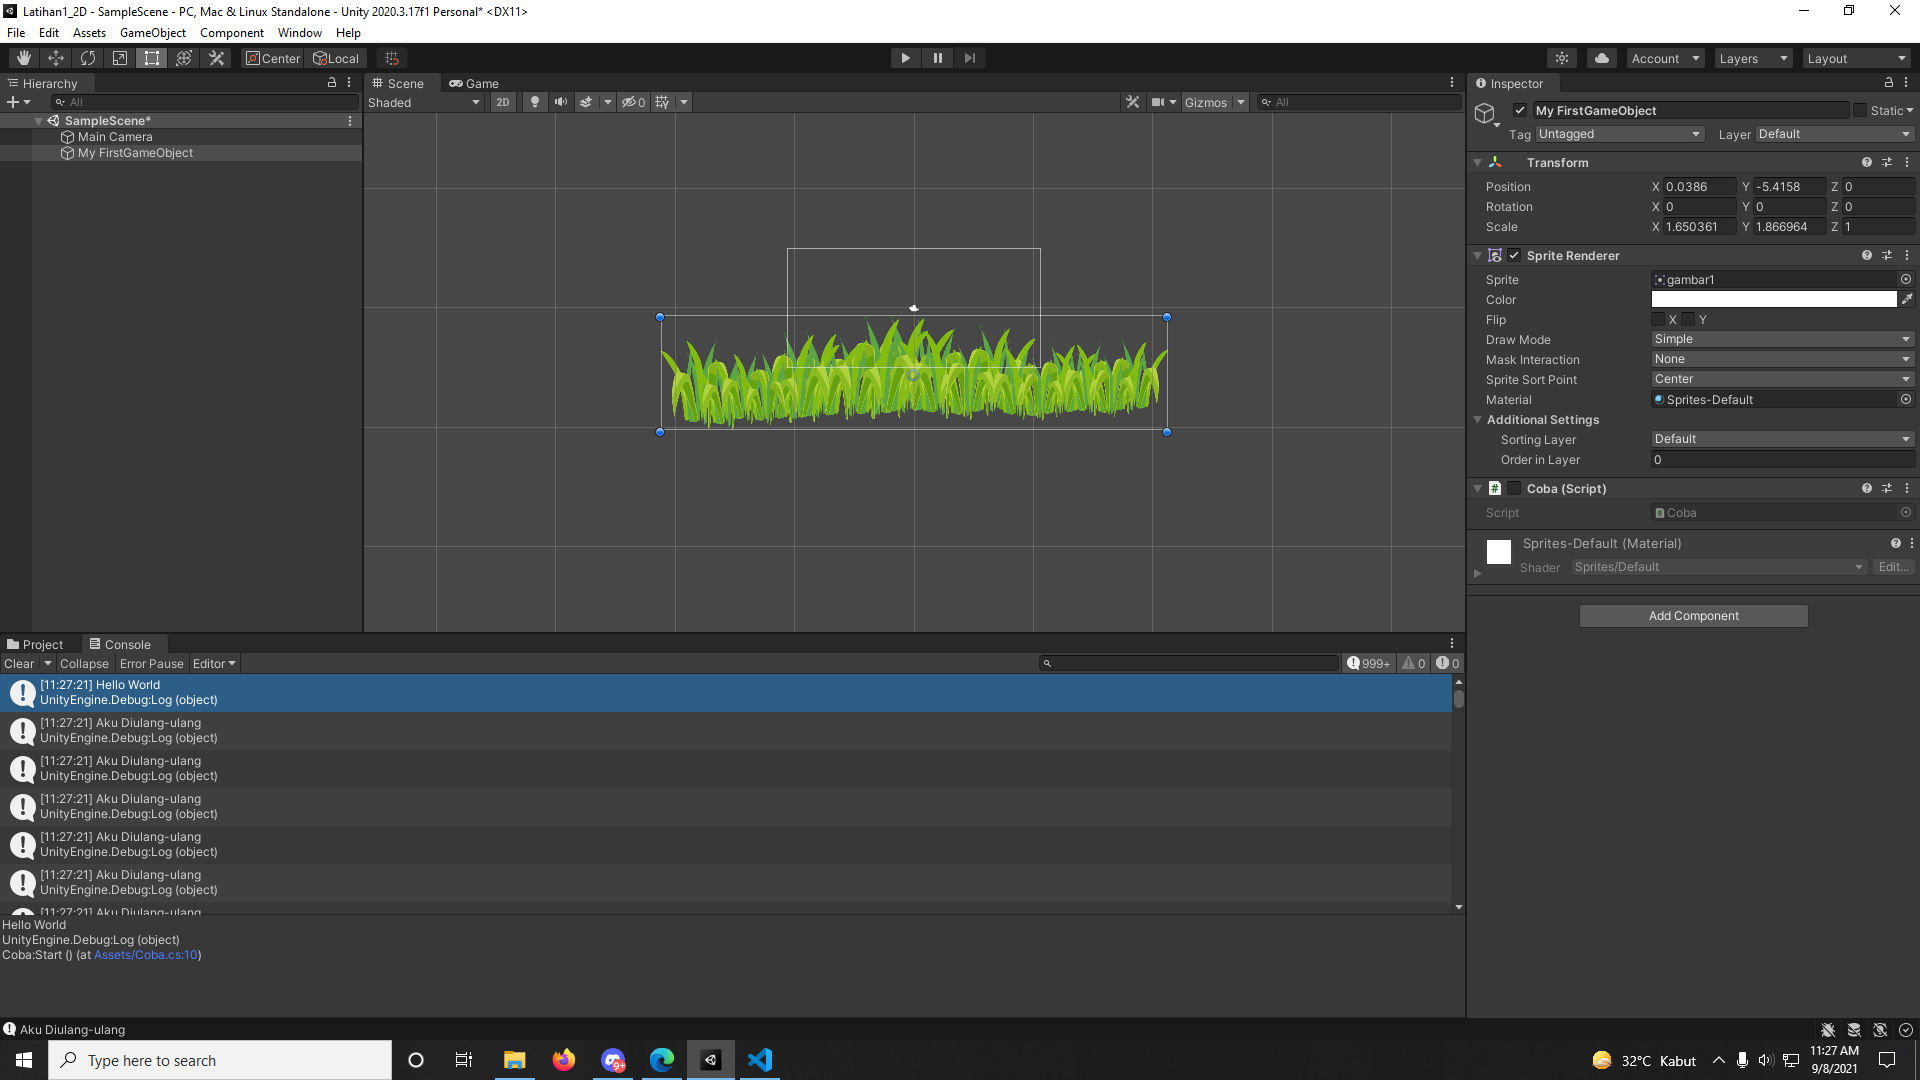 Latihan1_2D - SampleScene - PC, Mac & Linux Standalone - Unity 2020.3.17f1 Personal* <DX11>
File Edit Assets GameObject Component Window Help
Center Local Account Layers Layout
Hierarchy
All
SampleScene*
Main Camera
My FirstGameObject
Scene Game
Shaded 2D 0 Gizmos All
Inspector
My FirstGameObject Static
Tag Untagged Layer Default
Transform
Position X 0.0386 Y -5.4158 Z 0
Rotation X 0 Y 0 Z 0
Scale X 1.650361 Y 1.866964 Z 1
Sprite Renderer
Sprite gambar1
Color
Flip X Y
Draw Mode Simple
Mask Interaction None
Sprite Sort Point Center
Material Sprites-Default
Additional Settings
Sorting Layer Default
Order in Layer 0
# Coba (Script)
Script Coba
Sprites-Default (Material)
Shader Sprites/Default Edit...
Add Component
Project Console
Clear Collapse Error Pause Editor 999+ 0 0
[11:27:21] Hello World
UnityEngine.Debug:Log (object)
[11:27:21] Aku Diulang-ulang
UnityEngine.Debug:Log (object)
[11:27:21] Aku Diulang-ulang
UnityEngine.Debug:Log (object)
[11:27:21] Aku Diulang-ulang
UnityEngine.Debug:Log (object)
[11:27:21] Aku Diulang-ulang
UnityEngine.Debug:Log (object)
[11:27:21] Aku Diulang-ulang
UnityEngine.Debug:Log (object)
[11:27:21] Aku Diulang-ulang
Hello World
UnityEngine.Debug:Log (object)
Coba:Start () (at Assets/Coba.cs:10)
Aku Diulang-ulang
Type here to search
9+
32°C Kabut
11:27 AM
9/8/2021